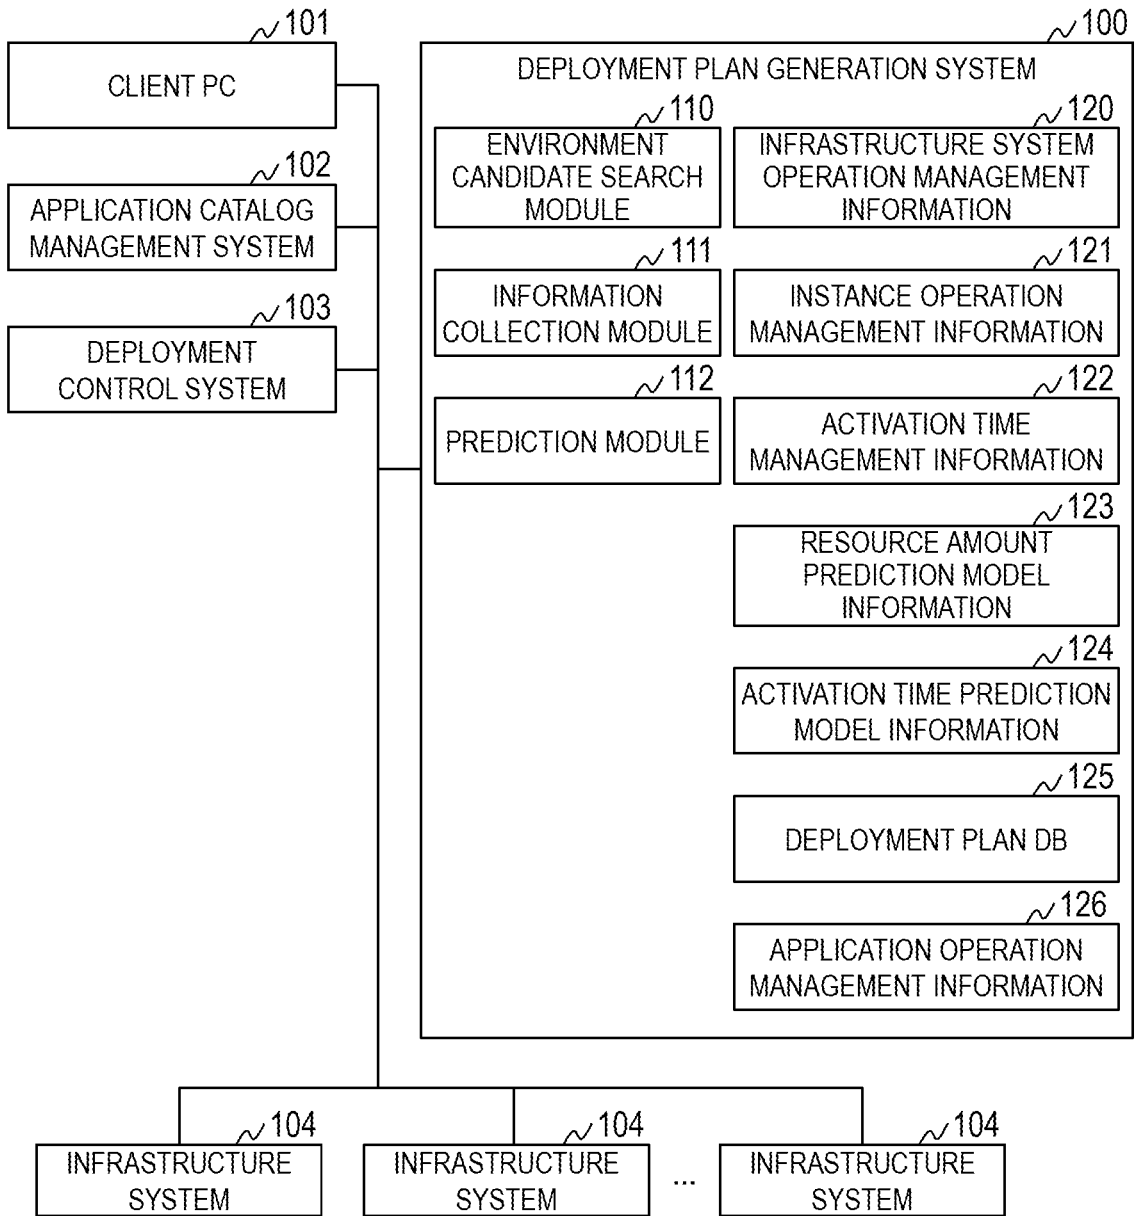 101
CLIENT PC
102
APPLICATION CATALOG
MANAGEMENT SYSTEM
103
DEPLOYMENT
CONTROL SYSTEM
100
DEPLOYMENT PLAN GENERATION SYSTEM
110
ENVIRONMENT
CANDIDATE SEARCH
MODULE
111
INFORMATION
COLLECTION MODULE
112
PREDICTION MODULE
120
INFRASTRUCTURE SYSTEM
OPERATION MANAGEMENT
INFORMATION
121
INSTANCE OPERATION
MANAGEMENT INFORMATION
122
ACTIVATION TIME
MANAGEMENT INFORMATION
123
RESOURCE AMOUNT
PREDICTION MODEL
INFORMATION
124
ACTIVATION TIME PREDICTION
MODEL INFORMATION
125
DEPLOYMENT PLAN DB
126
APPLICATION OPERATION
MANAGEMENT INFORMATION
104
INFRASTRUCTURE
SYSTEM
104
INFRASTRUCTURE
SYSTEM
...
104
INFRASTRUCTURE
SYSTEM